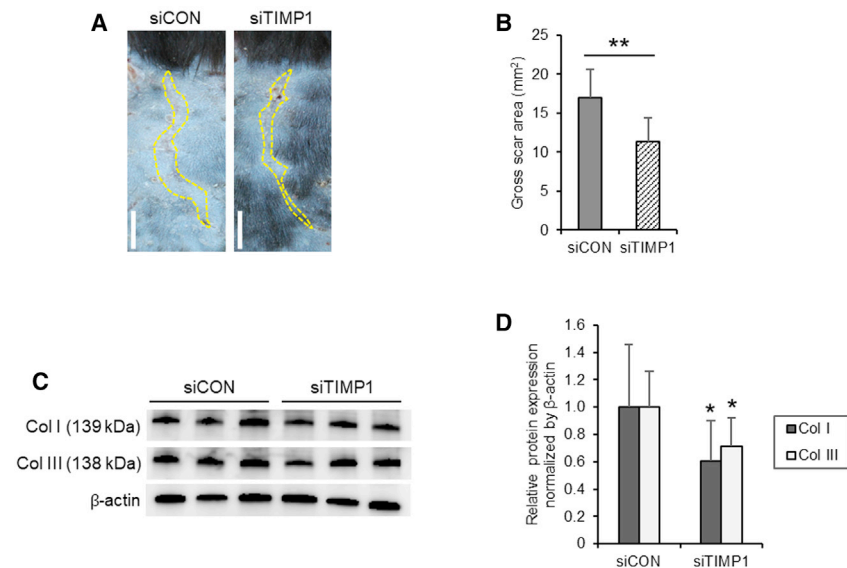 A
siCON siTIMP1
B
25
20
15
10
5
0
Gross scar area (mm²)
**
siCON siTIMP1
C
siCON siTIMP1
Col I (139 kDa)
Col III (138 kDa)
β-actin
D
1.6
1.4
1.2
1.0
0.8
0.6
0.4
0.2
0
Relative protein expression
normalized by β-actin
* *
siCON siTIMP1
Col I
Col III